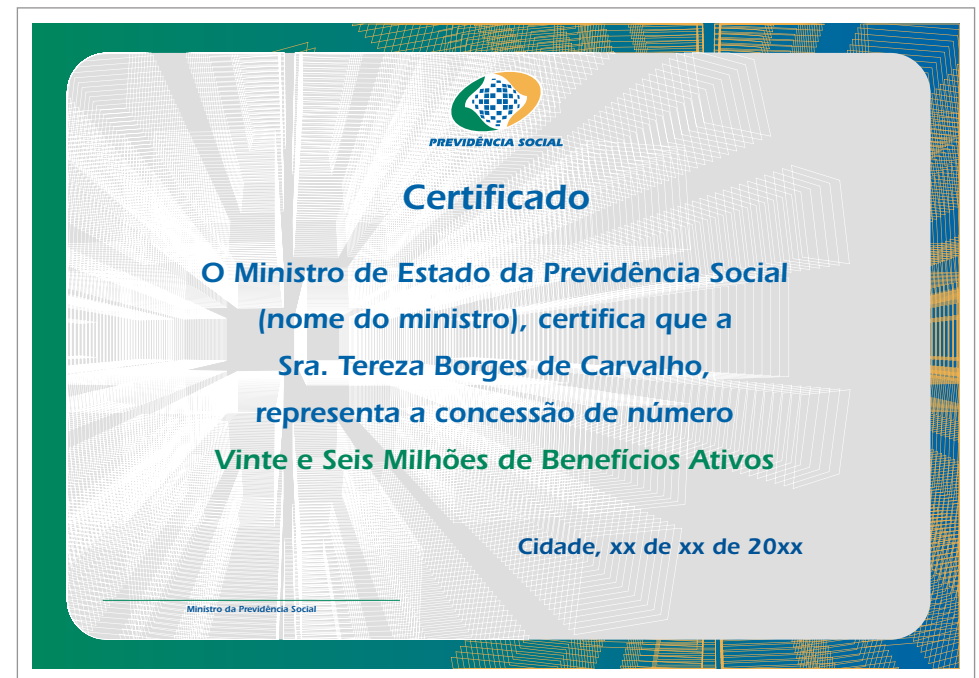 PREVIDÊNCIA SOCIAL
Certificado
O Ministro de Estado da Previdência Social
(nome do ministro), certifica que a
Sra. Tereza Borges de Carvalho,
representa a concessão de número
Vinte e Seis Milhões de Benefícios Ativos
Cidade, xx de xx de 20xx
Ministro da Previdência Social